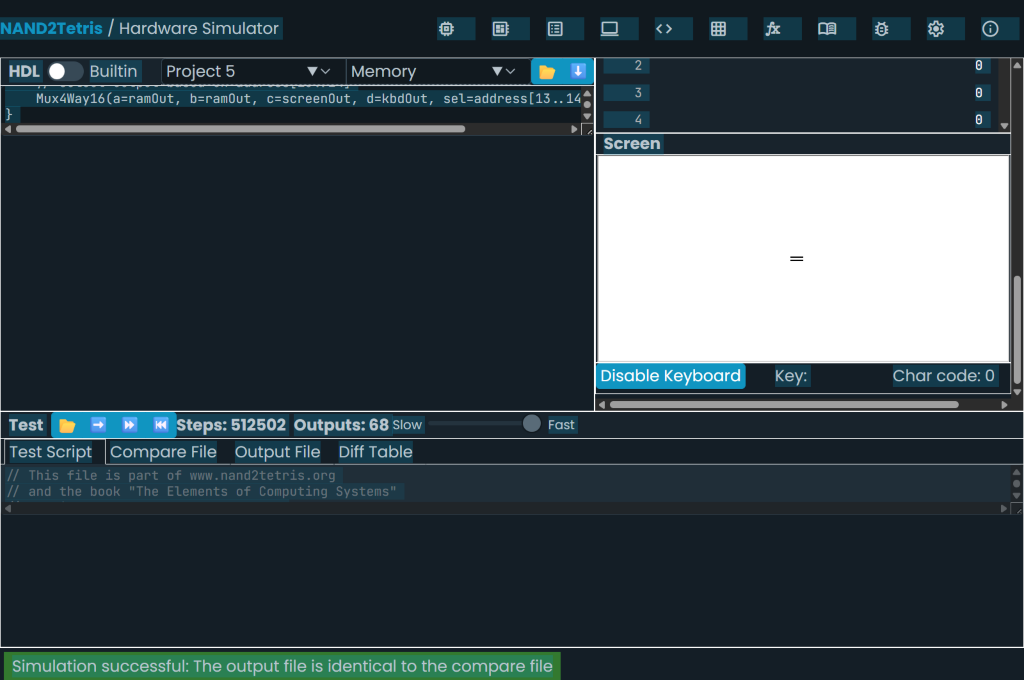 NAND2Tetris / Hardware Simulator
HDL Builtin Project 5 Memory
Mux4Way16(a=ramOut, b=ramOut, c=screenOut, d=kbdOut, sel=address[13..14
}
2 0
3 0
4 0
Screen
Disable Keyboard Key: Char code: 0
Test Steps: 512502 Outputs: 68 Slow Fast
Test Script Compare File Output File Diff Table
// This file is part of www.nand2tetris.org
// and the book "The Elements of Computing Systems"
Simulation successful: The output file is identical to the compare file